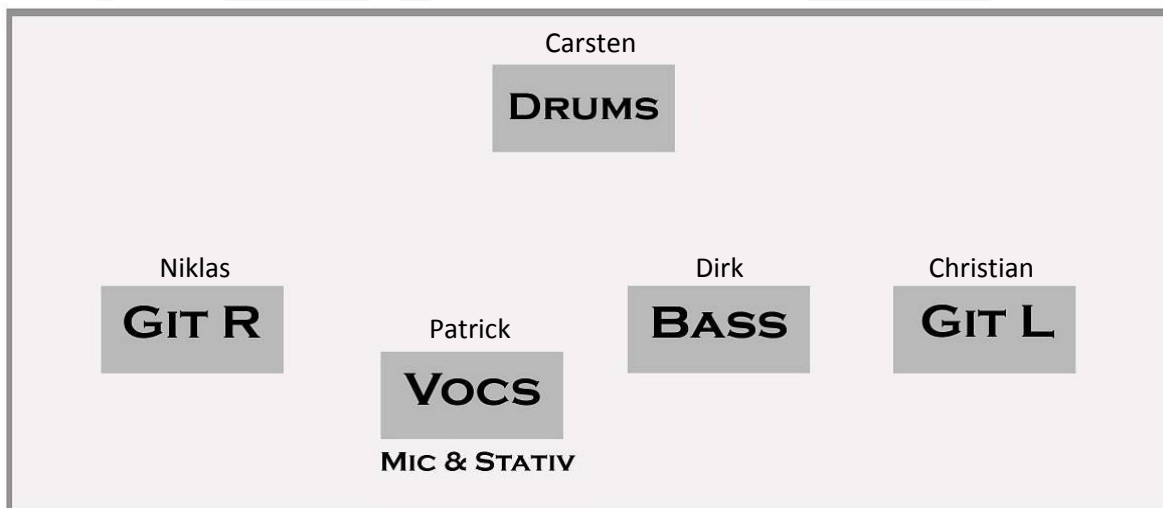 Carsten
DRUMS
Niklas
GIT R
Patrick
VOCS
MIC & STATIV
Dirk
BASS
Christian
GIT L